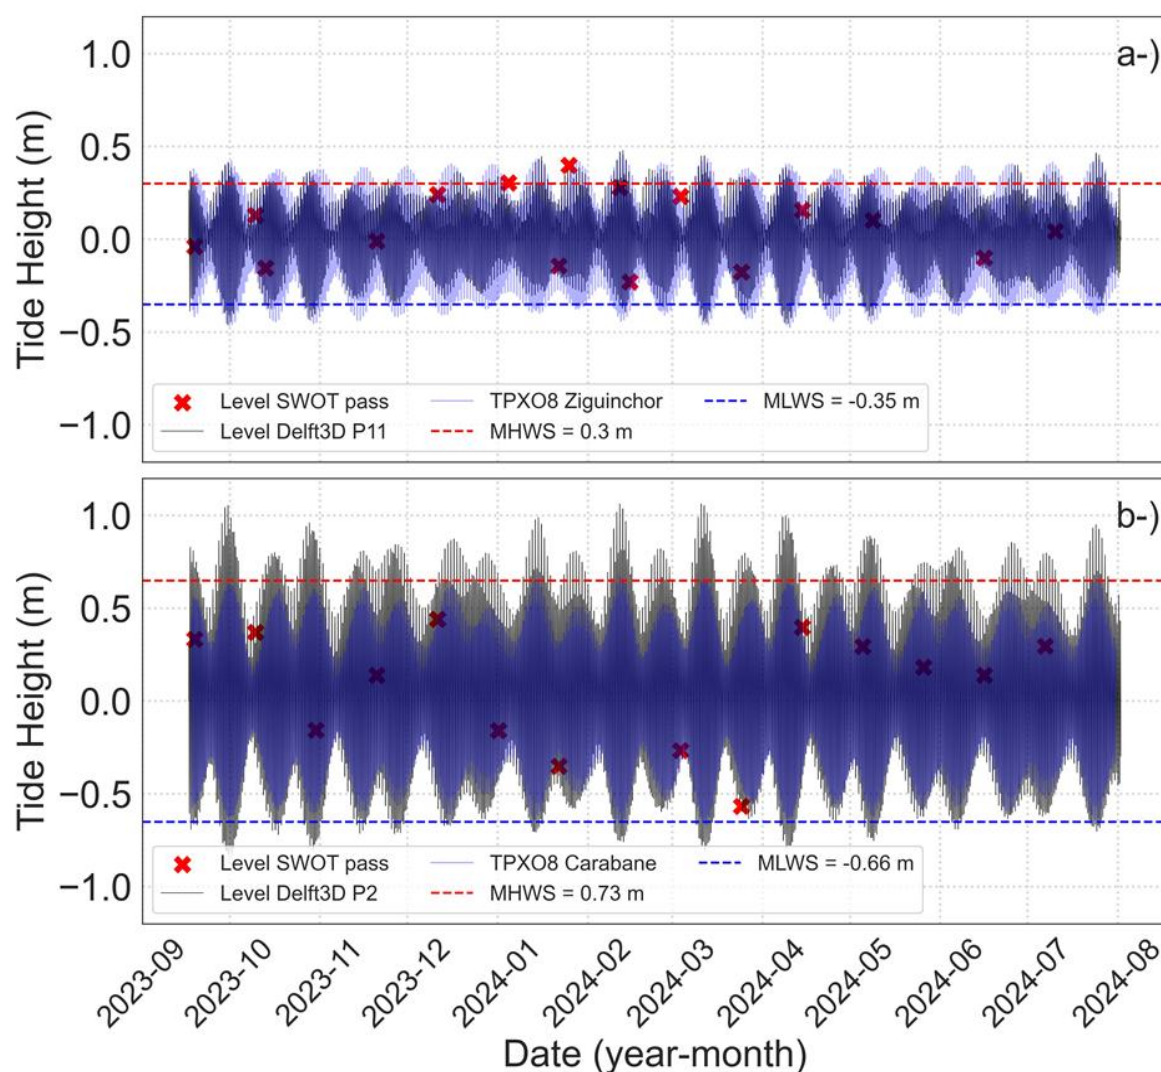 a-)
1.0
0.5
0.0
−0.5
−1.0
Tide Height (m)
Level SWOT pass
Level Delft3D P11
TPXO8 Ziguinchor
MHWS = 0.3 m
MLWS = -0.35 m
b-)
1.0
0.5
0.0
−0.5
−1.0
Tide Height (m)
Level SWOT pass
Level Delft3D P2
TPXO8 Carabane
MHWS = 0.73 m
MLWS = -0.66 m
2023-09
2023-10
2023-11
2023-12
2024-01
2024-02
2024-03
2024-04
2024-05
2024-06
2024-07
2024-08
Date (year-month)